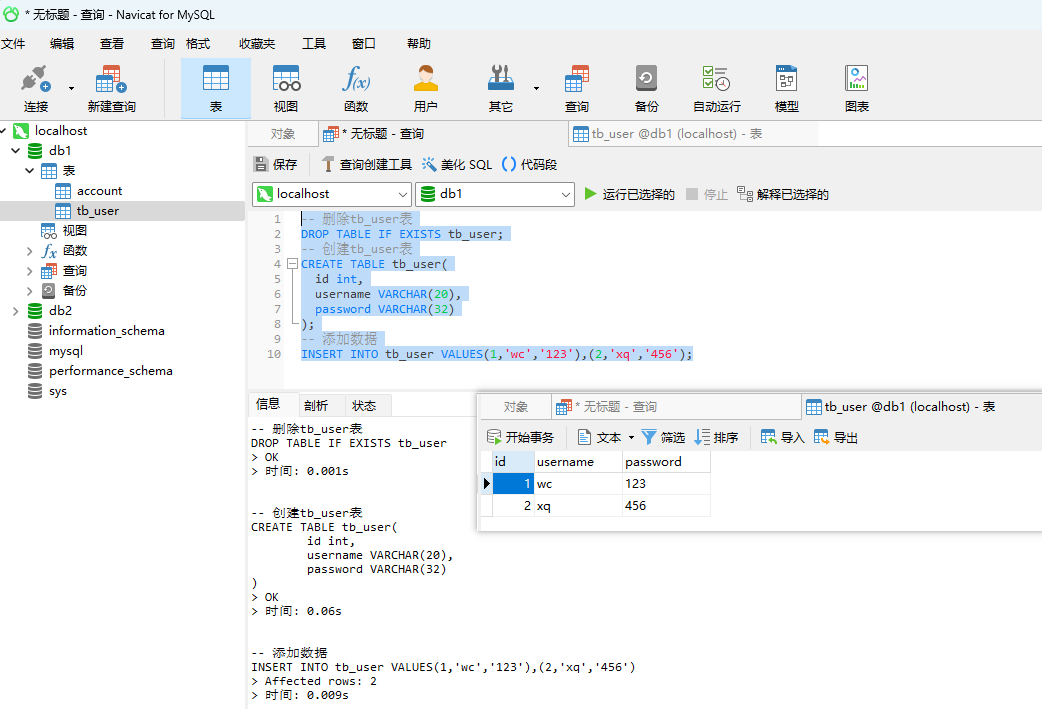 * 无标题 - 查询 - Navicat for MySQL
文件 编辑 查看 查询 格式 收藏夹 工具 窗口 帮助
连接 新建查询 表 视图 函数 用户 其它 查询 备份 自动运行 模型 图表
f(x)
localhost
db1
表
account
tb_user
视图
函数
查询
备份
db2
information_schema
mysql
performance_schema
sys
对象 * 无标题 - 查询 tb_user @db1 (localhost) - 表
保存 查询创建工具 美化 SQL () 代码段
localhost db1 运行已选择的 停止 解释已选择的
1 -- 删除tb_user表
2 DROP TABLE IF EXISTS tb_user;
3 -- 创建tb_user表
4 CREATE TABLE tb_user(
5 id int,
6 username VARCHAR(20),
7 password VARCHAR(32)
8 );
9 -- 添加数据
10 INSERT INTO tb_user VALUES(1,'wc','123'),(2,'xq','456');
信息 剖析 状态
-- 删除tb_user表
DROP TABLE IF EXISTS tb_user
> OK
> 时间: 0.001s
-- 创建tb_user表
CREATE TABLE tb_user(
id int,
username VARCHAR(20),
password VARCHAR(32)
)
> OK
> 时间: 0.06s
-- 添加数据
INSERT INTO tb_user VALUES(1,'wc','123'),(2,'xq','456')
> Affected rows: 2
> 时间: 0.009s
对象 * 无标题 - 查询 tb_user @db1 (localhost) - 表
开始事务 文本 筛选 排序 导入 导出
id username password
1 wc 123
2 xq 456